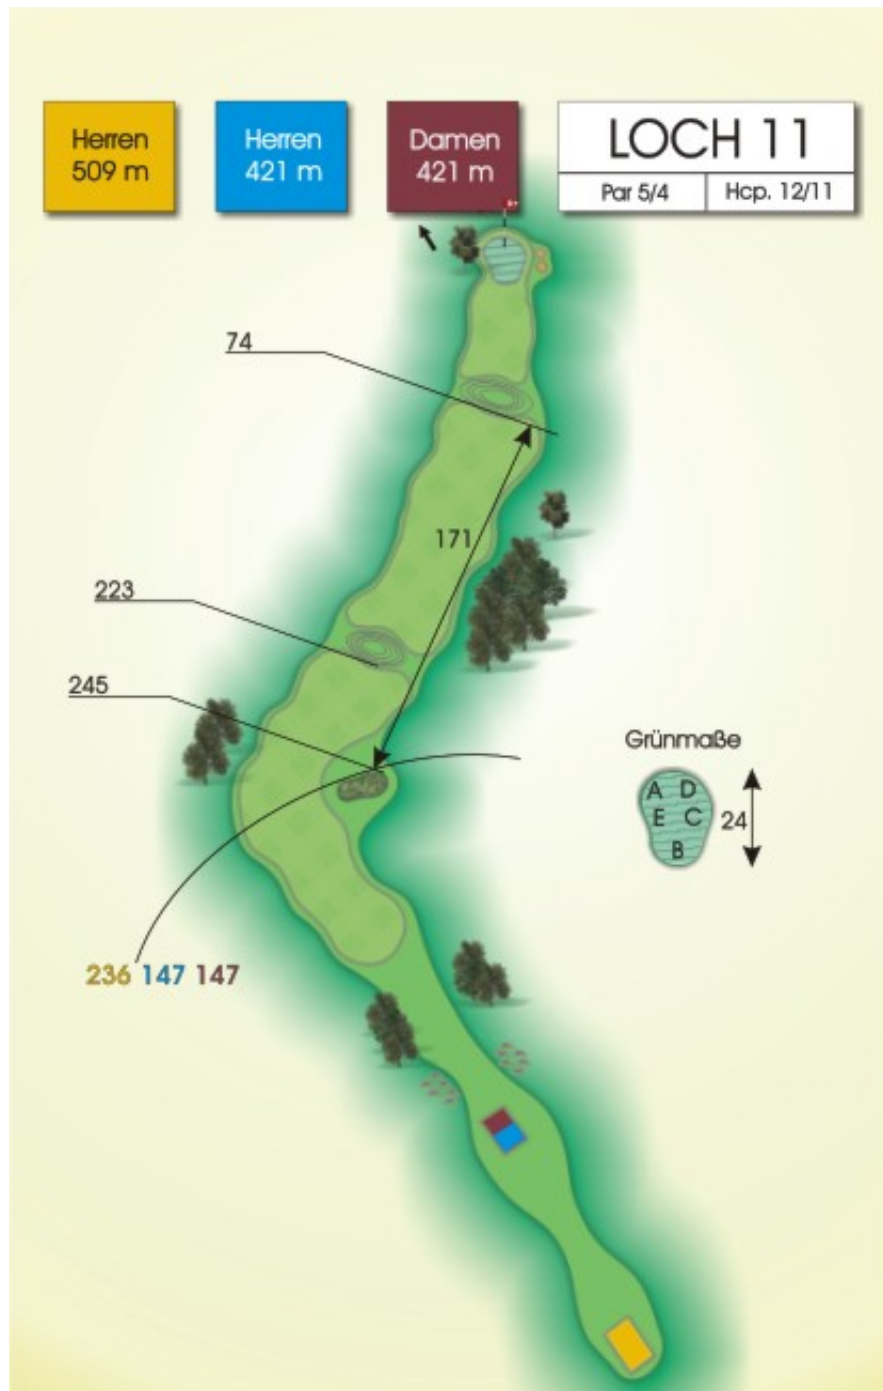 Herren
509 m
Herren
421 m
Damen
421 m
LOCH 11
Par 5/4
Hcp. 12/11
74
171
223
245
Grünmaße
A D
E C
B
24
236 147 147